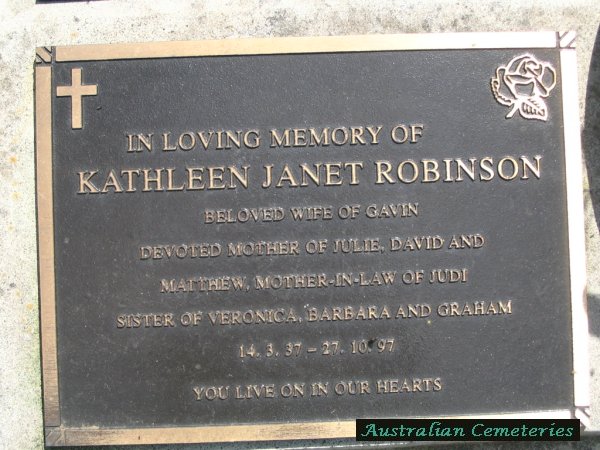 IN LOVING MEMORY OF
KATHLEEN JANET ROBINSON
BELOVED WIFE OF GAVIN
DEVOTED MOTHER OF JULIE, DAVID AND
MATTHEW, MOTHER-IN-LAW OF JUDI
SISTER OF VERONICA, BARBARA AND GRAHAM
14. 3. 37 – 27. 10. 97
YOU LIVE ON IN OUR HEARTS
Australian Cemeteries